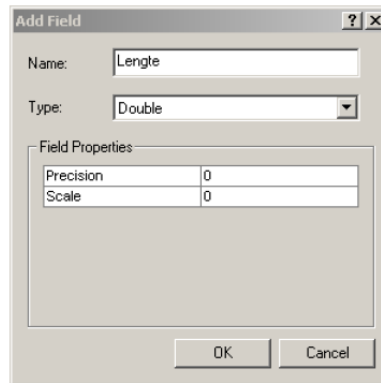 Add Field
Name: Lengte
Type: Double
Field Properties
Precision 0
Scale 0
OK Cancel